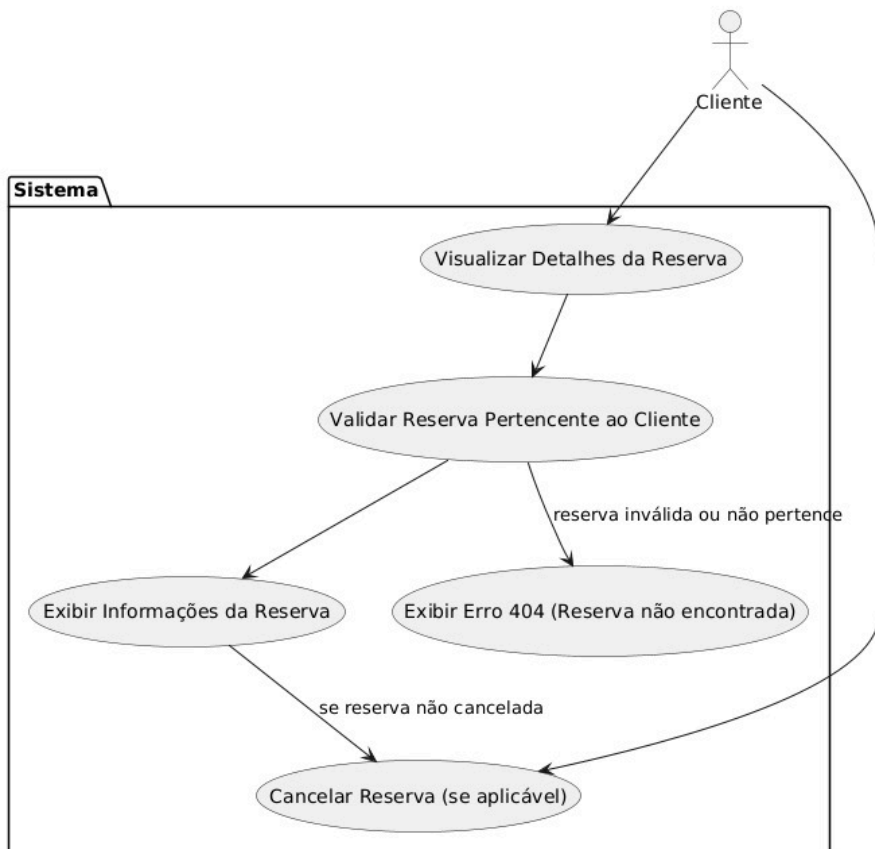 Cliente
Sistema
Visualizar Detalhes da Reserva
Validar Reserva Pertencente ao Cliente
reserva inválida ou não pertence
Exibir Informações da Reserva
Exibir Erro 404 (Reserva não encontrada)
se reserva não cancelada
Cancelar Reserva (se aplicável)